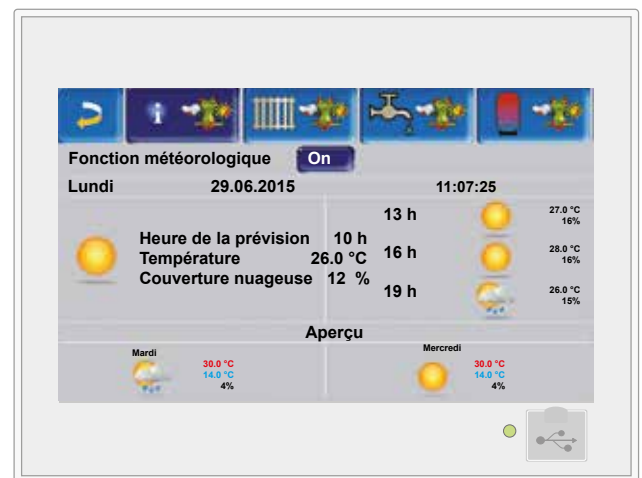 i
Fonction météorologique On
Lundi 29.06.2015 11:07:25
Heure de la prévision 10 h
Température 26.0 °C
Couverture nuageuse 12 %
13 h 27.0 °C
16%
16 h 28.0 °C
16%
19 h 26.0 °C
15%
Aperçu
Mardi
30.0 °C
14.0 °C
4%
Mercredi
30.0 °C
14.0 °C
4%